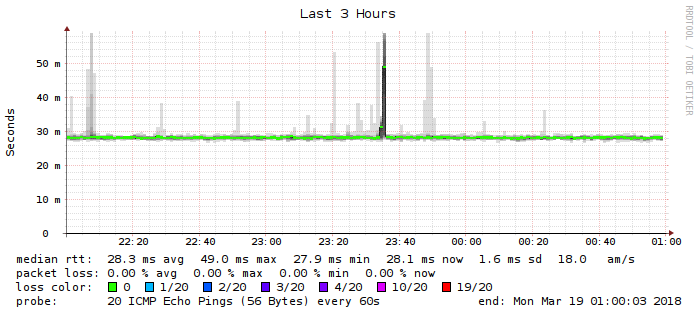 Last 3 Hours
RRDTOOL / TOBI OETIKER
Seconds
50 m
40 m
30 m
20 m
10 m
0
22:20 22:40 23:00 23:20 23:40 00:00 00:20 00:40 01:00
median rtt: 28.3 ms avg 49.0 ms max 27.9 ms min 28.1 ms now 1.6 ms sd 18.0 am/s
packet loss: 0.00 % avg 0.00 % max 0.00 % min 0.00 % now
loss color: 0 1/20 2/20 3/20 4/20 10/20 19/20
probe: 20 ICMP Echo Pings (56 Bytes) every 60s end: Mon Mar 19 01:00:03 2018